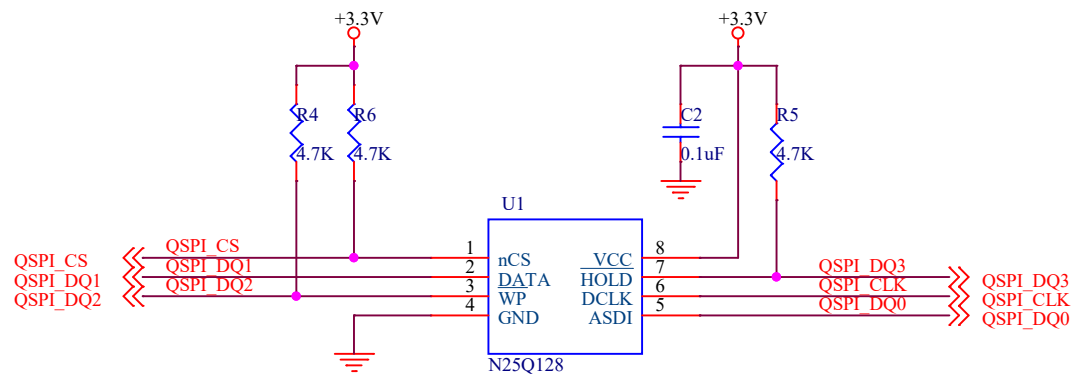 +3.3V
+3.3V
R4
R6
4.7K
4.7K
C2
0.1uF
R5
4.7K
U1
QSPI_CS
QSPI_CS
1
nCS
VCC
8
QSPI_DQ1
QSPI_DQ1
2
DATA
HOLD
7
QSPI_DQ3
QSPI_DQ3
QSPI_DQ2
QSPI_DQ2
3
WP
DCLK
6
QSPI_CLK
QSPI_CLK
4
GND
ASDI
5
QSPI_DQ0
QSPI_DQ0
N25Q128